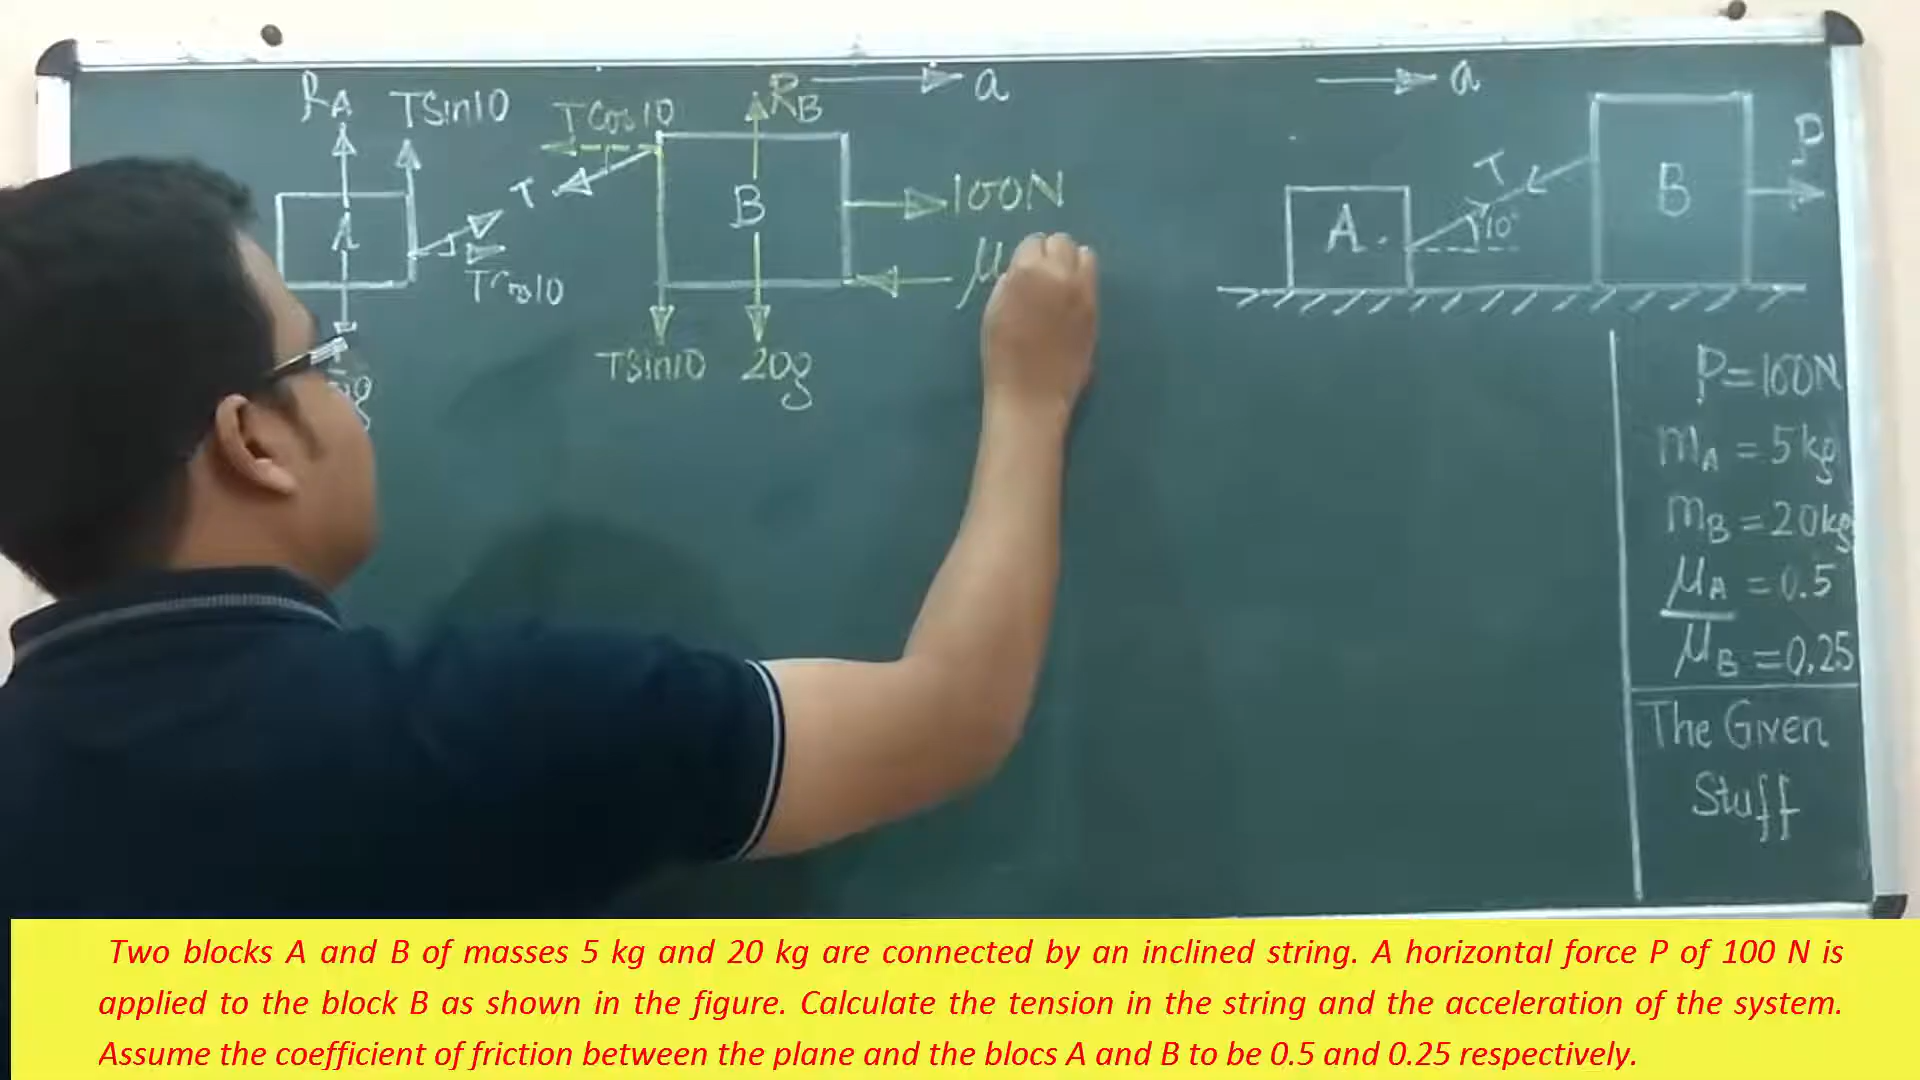 RA
TSin10
TCos10
RB
a
a
A
T
TCos10
B
100N
μ
TSin10
20g
A
T
10°
B
P
P=100N
mA = 5kg
mB = 20kg
μA = 0.5
μB = 0.25
The Given
Stuff
Two blocks A and B of masses 5 kg and 20 kg are connected by an inclined string. A horizontal force P of 100 N is
applied to the block B as shown in the figure. Calculate the tension in the string and the acceleration of the system.
Assume the coefficient of friction between the plane and the blocs A and B to be 0.5 and 0.25 respectively.